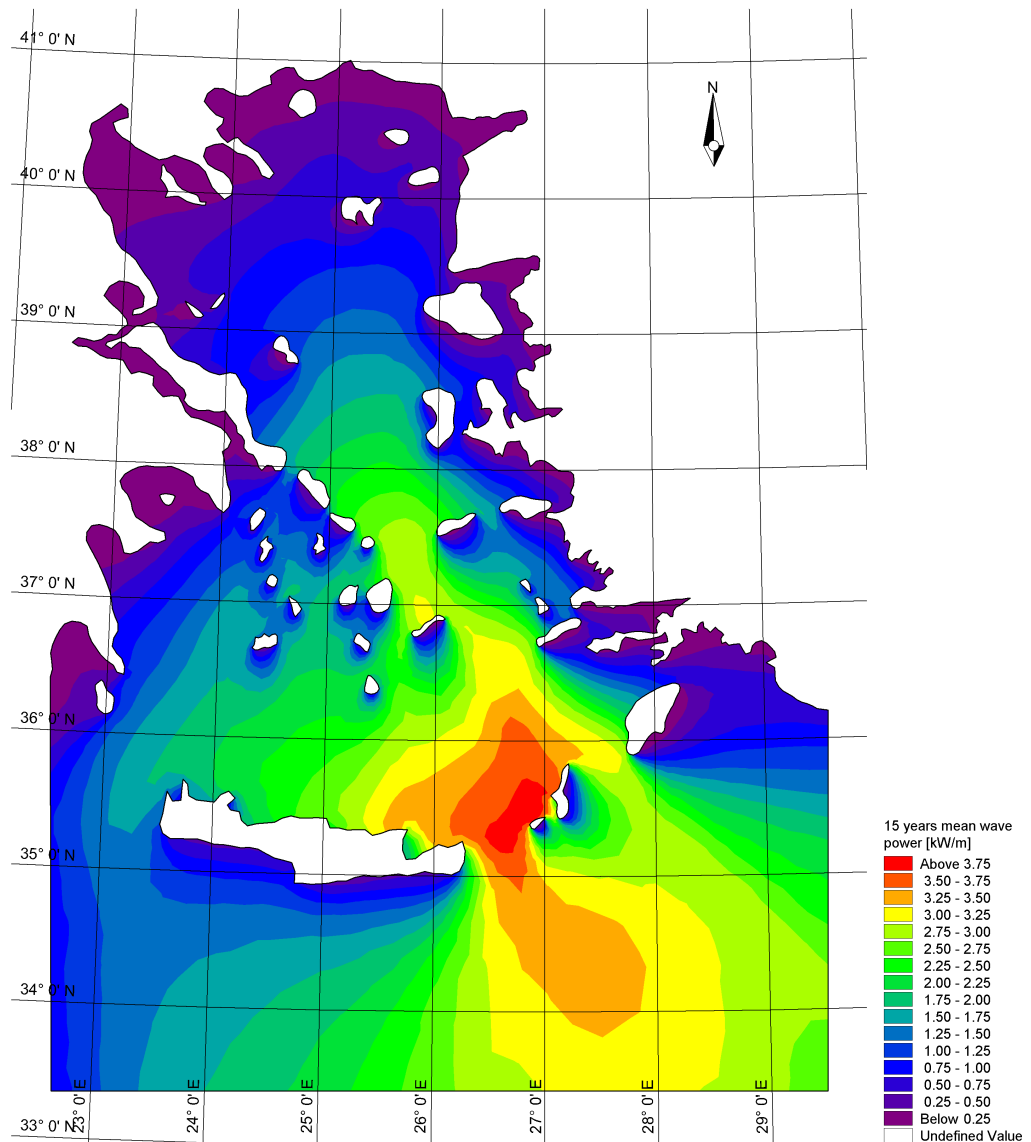 41° 0' N
N
40° 0' N
39° 0' N
38° 0' N
37° 0' N
36° 0' N
35° 0' N
34° 0' N
33° 0' N
23° 0' E
24° 0' E
25° 0' E
26° 0' E
27° 0' E
28° 0' E
29° 0' E
15 years mean wave
power [kW/m]
Above 3.75
3.50 - 3.75
3.25 - 3.50
3.00 - 3.25
2.75 - 3.00
2.50 - 2.75
2.25 - 2.50
2.00 - 2.25
1.75 - 2.00
1.50 - 1.75
1.25 - 1.50
1.00 - 1.25
0.75 - 1.00
0.50 - 0.75
0.25 - 0.50
Below 0.25
Undefined Value